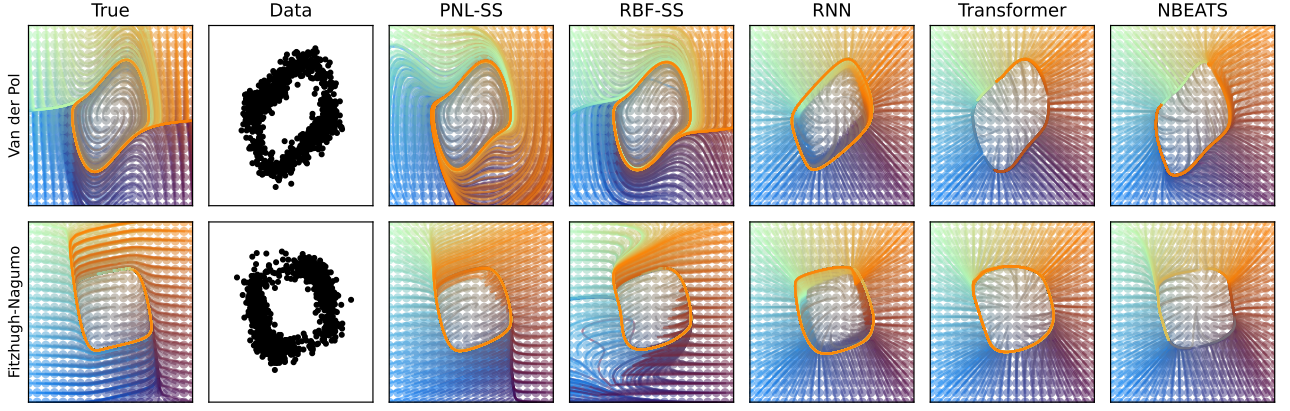 True Data PNL-SS RBF-SS RNN Transformer NBEATS
Van der Pol
Fitzhugh-Nagumo